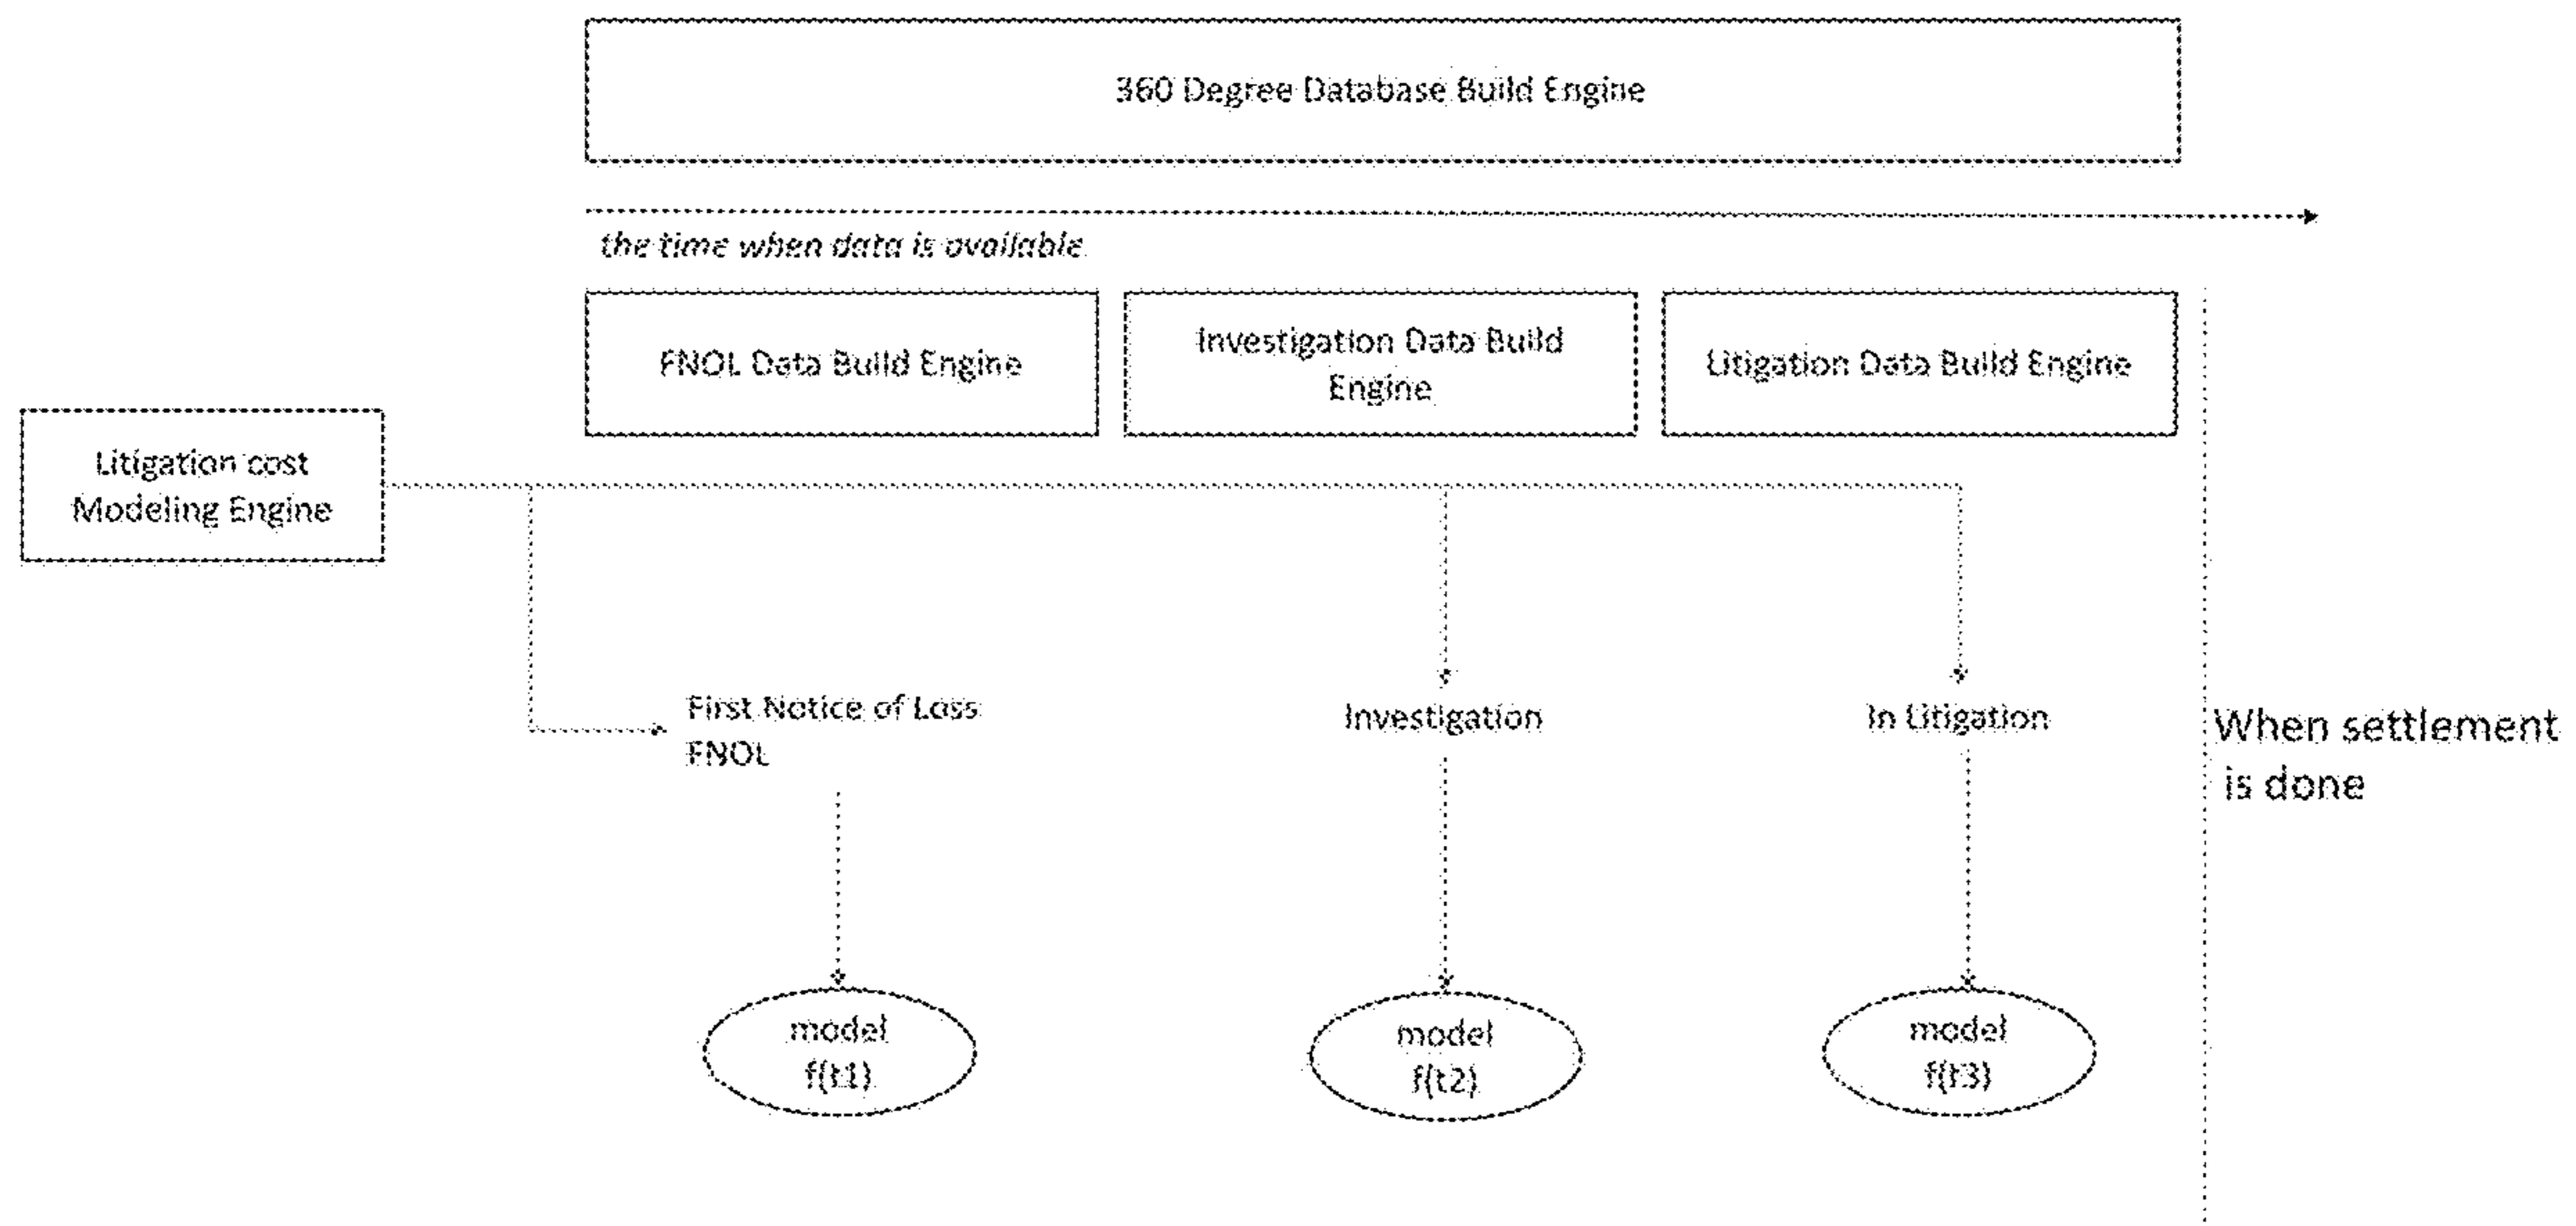 360 Degree Database Build Engine
the time when data is available
FNOL Data Build Engine
Investigation Data Build
Engine
Litigation Data Build Engine
Litigation cost
Modeling Engine
First Notice of Loss
FNOL
Investigation
In Litigation
When settlement
is done
model
f(t1)
model
f(t2)
model
f(t3)